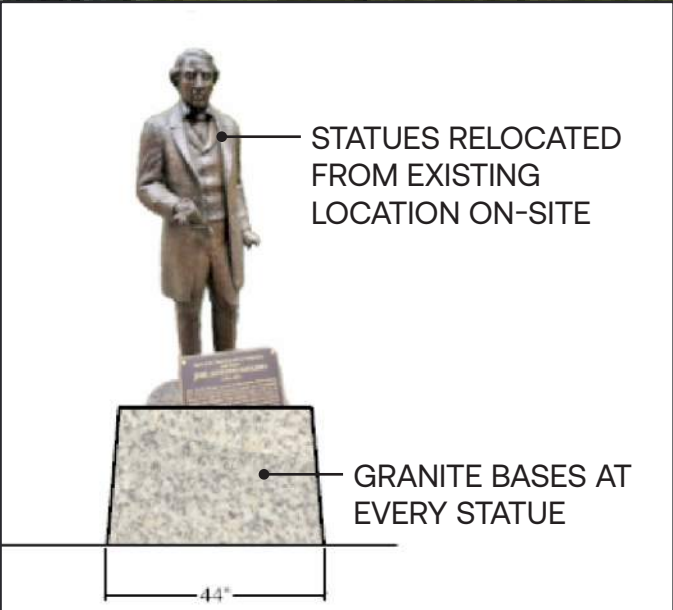 STATUES RELOCATED
FROM EXISTING
LOCATION ON-SITE
GRANITE BASES AT
EVERY STATUE
44"